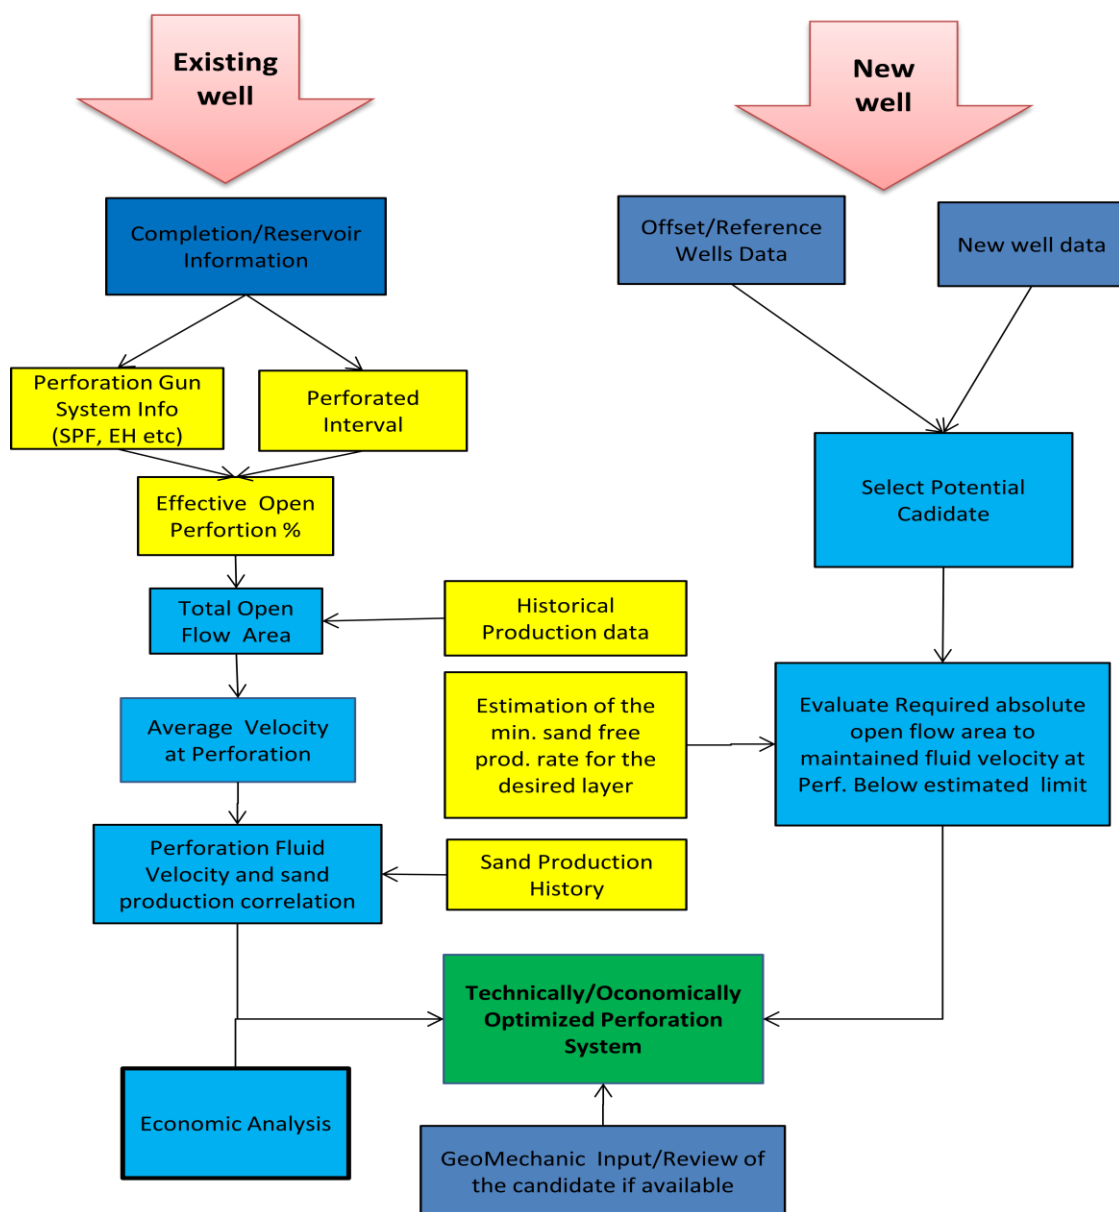 Existing
well
New
well
Completion/Reservoir
Information
Offset/Reference
Wells Data
New well data
Perforation Gun
System Info
(SPF, EH etc)
Perforated
Interval
Effective Open
Perfortion %
Select Potential
Cadidate
Total Open
Flow Area
Historical
Production data
Average Velocity
at Perforation
Estimation of the
min. sand free
prod. rate for the
desired layer
Evaluate Required absolute
open flow area to
maintained fluid velocity at
Perf. Below estimated limit
Perforation Fluid
Velocity and sand
production correlation
Sand Production
History
Technically/Oconomically
Optimized Perforation
System
Economic Analysis
GeoMechanic Input/Review of
the candidate if available